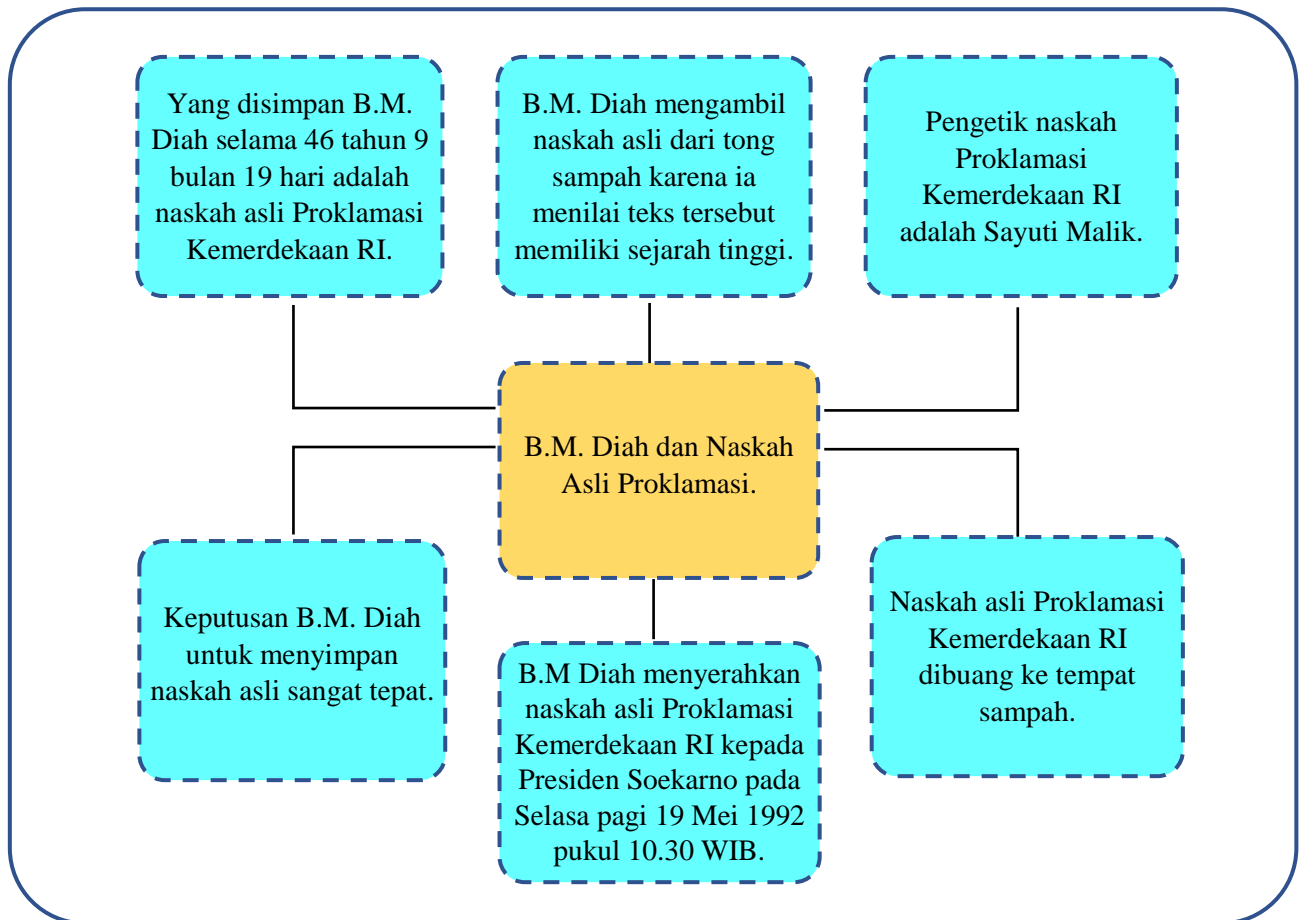 Yang disimpan B.M.
Diah selama 46 tahun 9
bulan 19 hari adalah
naskah asli Proklamasi
Kemerdekaan RI.
B.M. Diah mengambil
naskah asli dari tong
sampah karena ia
menilai teks tersebut
memiliki sejarah tinggi.
Pengetik naskah
Proklamasi
Kemerdekaan RI
adalah Sayuti Malik.
B.M. Diah dan Naskah
Asli Proklamasi.
Keputusan B.M. Diah
untuk menyimpan
naskah asli sangat tepat.
B.M Diah menyerahkan
naskah asli Proklamasi
Kemerdekaan RI kepada
Presiden Soekarno pada
Selasa pagi 19 Mei 1992
pukul 10.30 WIB.
Naskah asli Proklamasi
Kemerdekaan RI
dibuang ke tempat
sampah.